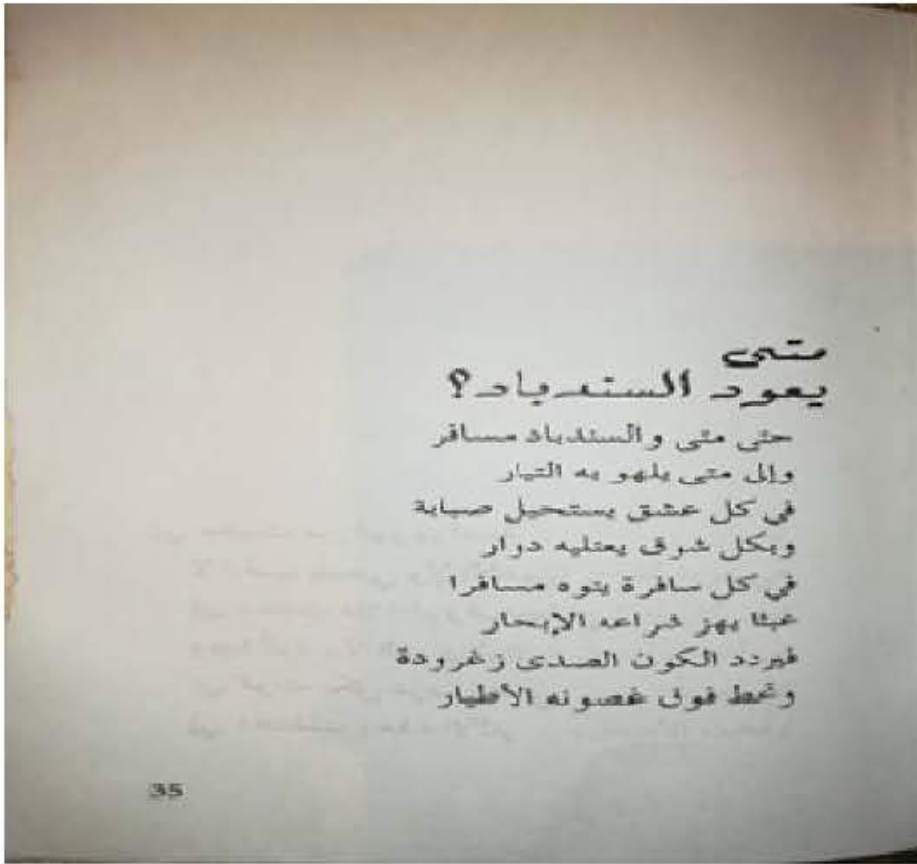 متى
يعود السندباد؟
حتى متى والسندباد مسافر
وإلى متى يلهو به التيار
في كل عشق يستحيل صبابة
وبكل شرق يعتليه دوار
في كل سافرة يتوه مسافرا
عبثا يهز شراعه الإبحار
فيردد الكون الصدى زغرودة
وتحط فوق غصونه الأطيار
35